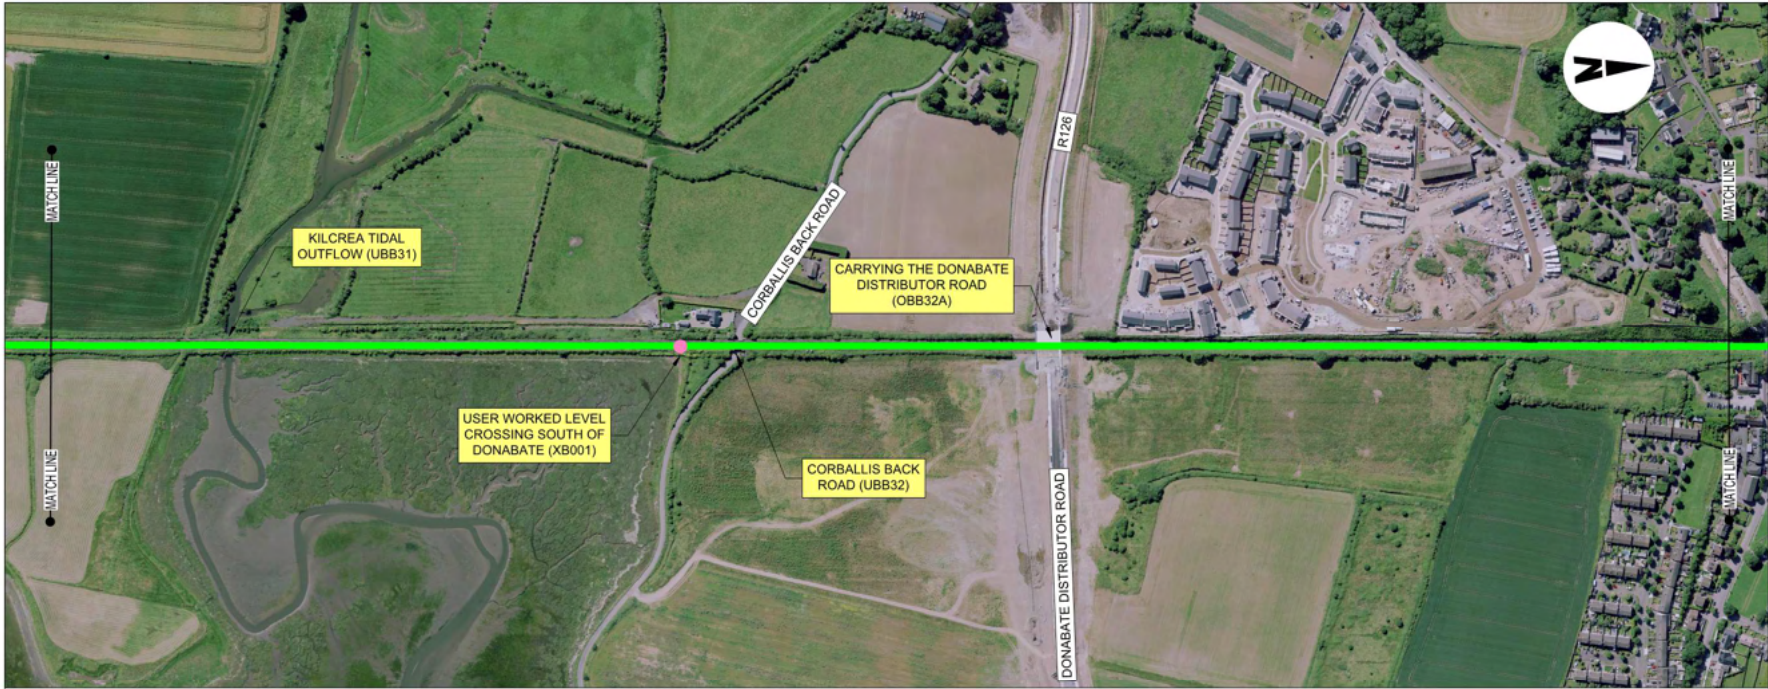 N
R126
MATCH LINE
MATCH LINE
KILCREA TIDAL
OUTFLOW (UBB31)
CORBALLIS BACK ROAD
CARRYING THE DONABATE
DISTRIBUTOR ROAD
(OBB32A)
USER WORKED LEVEL
CROSSING SOUTH OF
DONABATE (XB001)
CORBALLIS BACK
ROAD (UBB32)
MATCH LINE
MATCH LINE
DONABATE DISTRIBUTOR ROAD